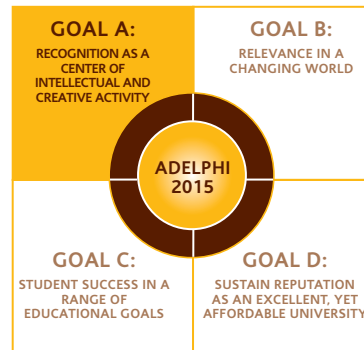 GOAL A:
RECOGNITION AS A
CENTER OF
INTELLECTUAL AND
CREATIVE ACTIVITY
GOAL B:
RELEVANCE IN A
CHANGING WORLD
ADELPHI
2015
GOAL C:
STUDENT SUCCESS IN A
RANGE OF
EDUCATIONAL GOALS
GOAL D:
SUSTAIN REPUTATION
AS AN EXCELLENT, YET
AFFORDABLE UNIVERSITY